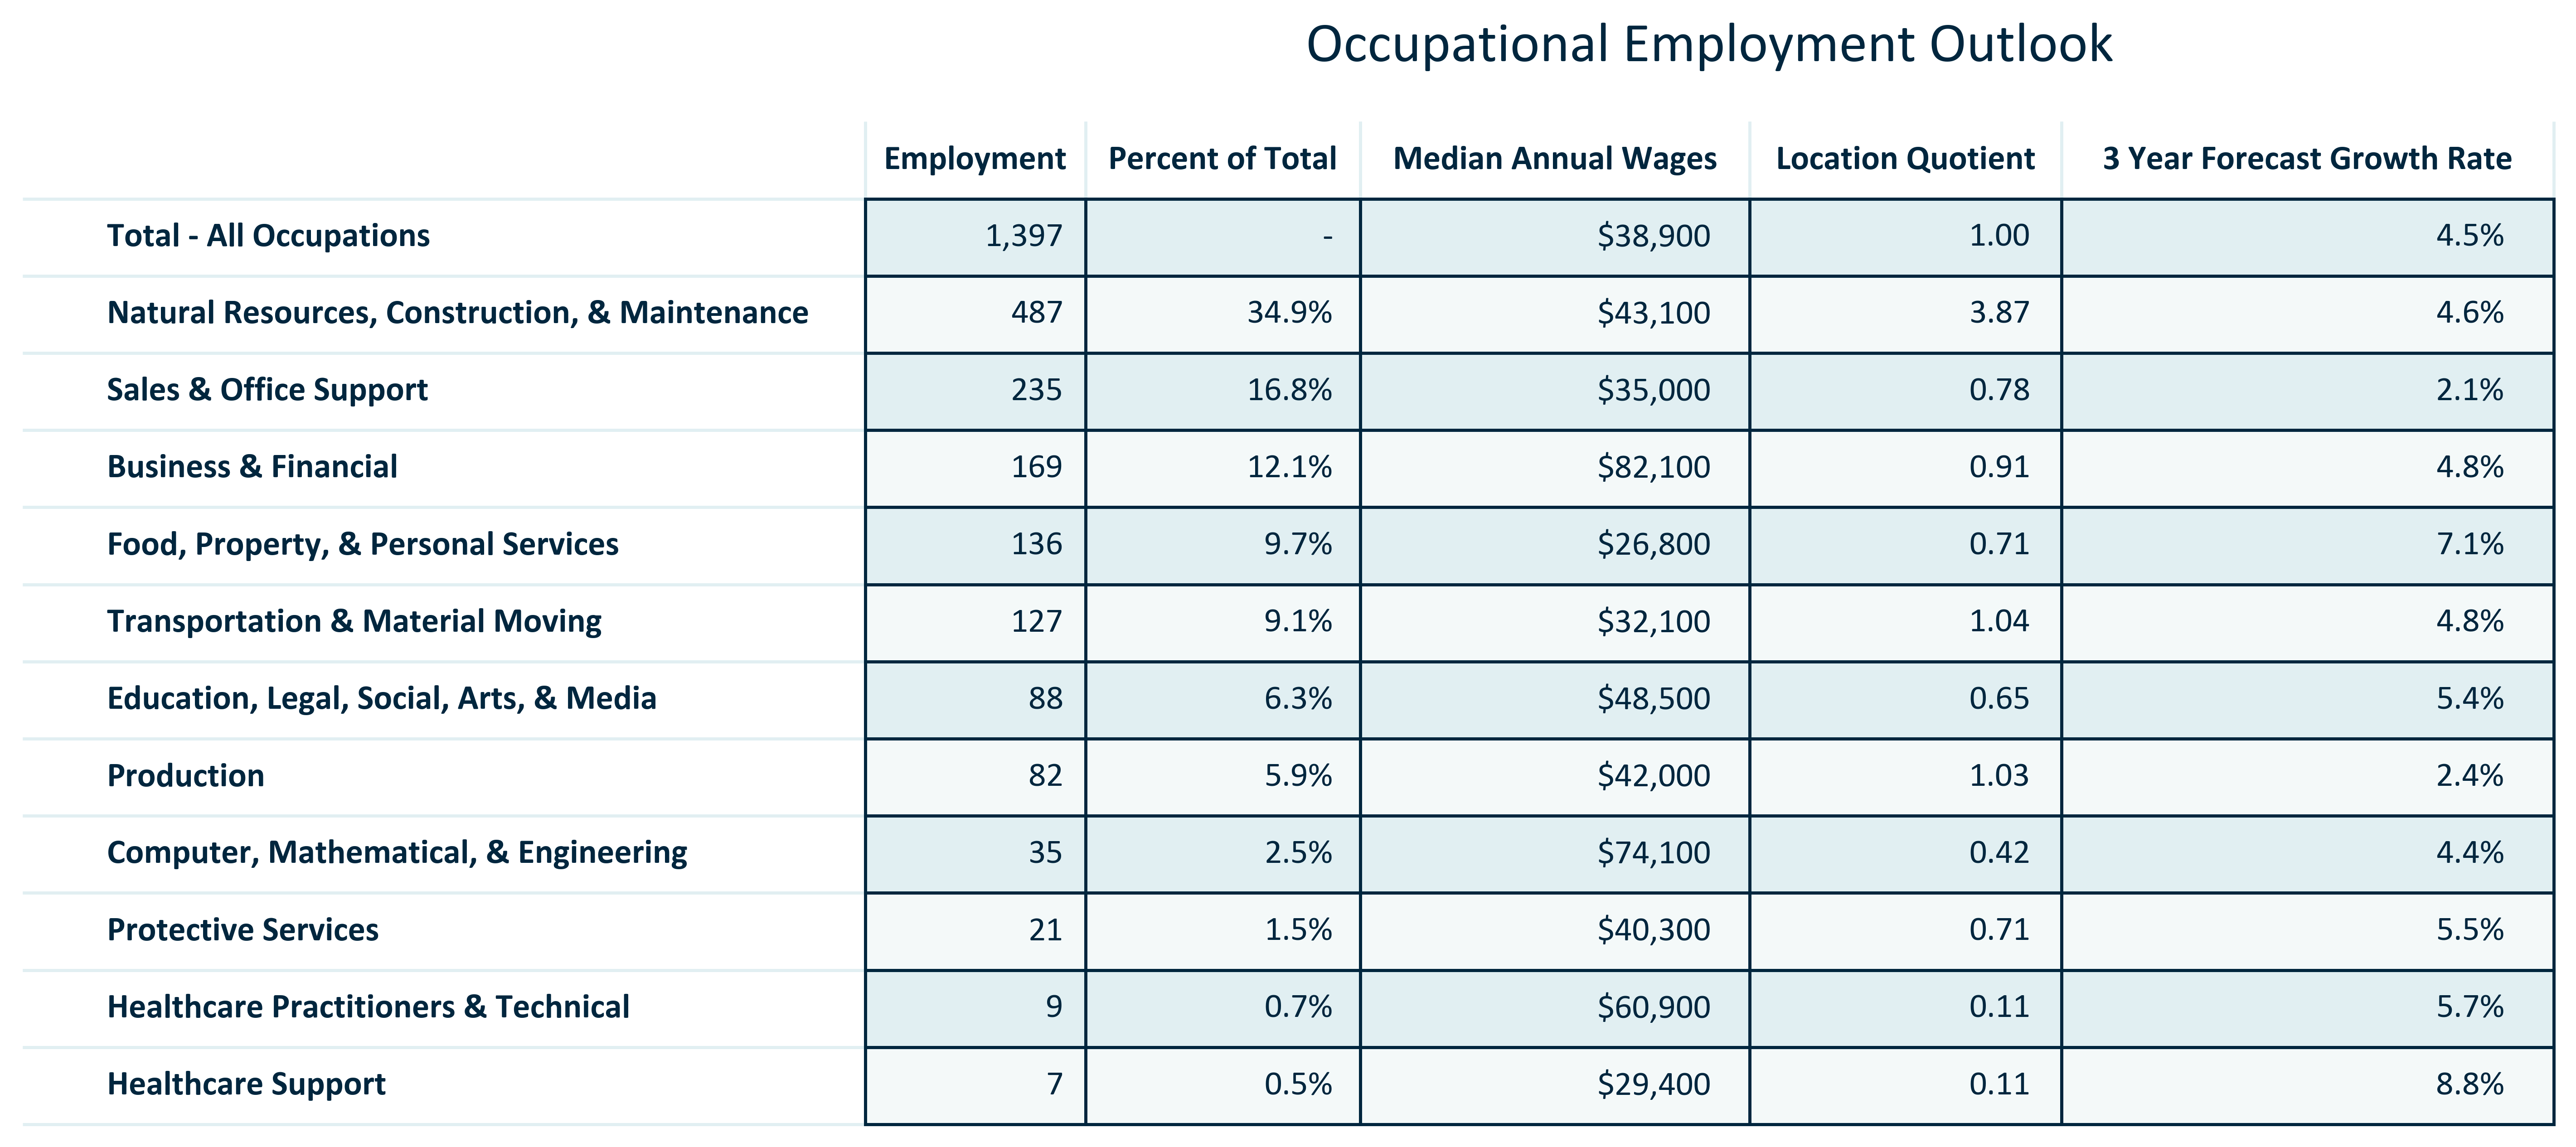 Occupational Employment Outlook
Employment Percent of Total Median Annual Wages Location Quotient 3 Year Forecast Growth Rate
Total - All Occupations 1,397 - $38,900 1.00 4.5%
Natural Resources, Construction, & Maintenance 487 34.9% $43,100 3.87 4.6%
Sales & Office Support 235 16.8% $35,000 0.78 2.1%
Business & Financial 169 12.1% $82,100 0.91 4.8%
Food, Property, & Personal Services 136 9.7% $26,800 0.71 7.1%
Transportation & Material Moving 127 9.1% $32,100 1.04 4.8%
Education, Legal, Social, Arts, & Media 88 6.3% $48,500 0.65 5.4%
Production 82 5.9% $42,000 1.03 2.4%
Computer, Mathematical, & Engineering 35 2.5% $74,100 0.42 4.4%
Protective Services 21 1.5% $40,300 0.71 5.5%
Healthcare Practitioners & Technical 9 0.7% $60,900 0.11 5.7%
Healthcare Support 7 0.5% $29,400 0.11 8.8%